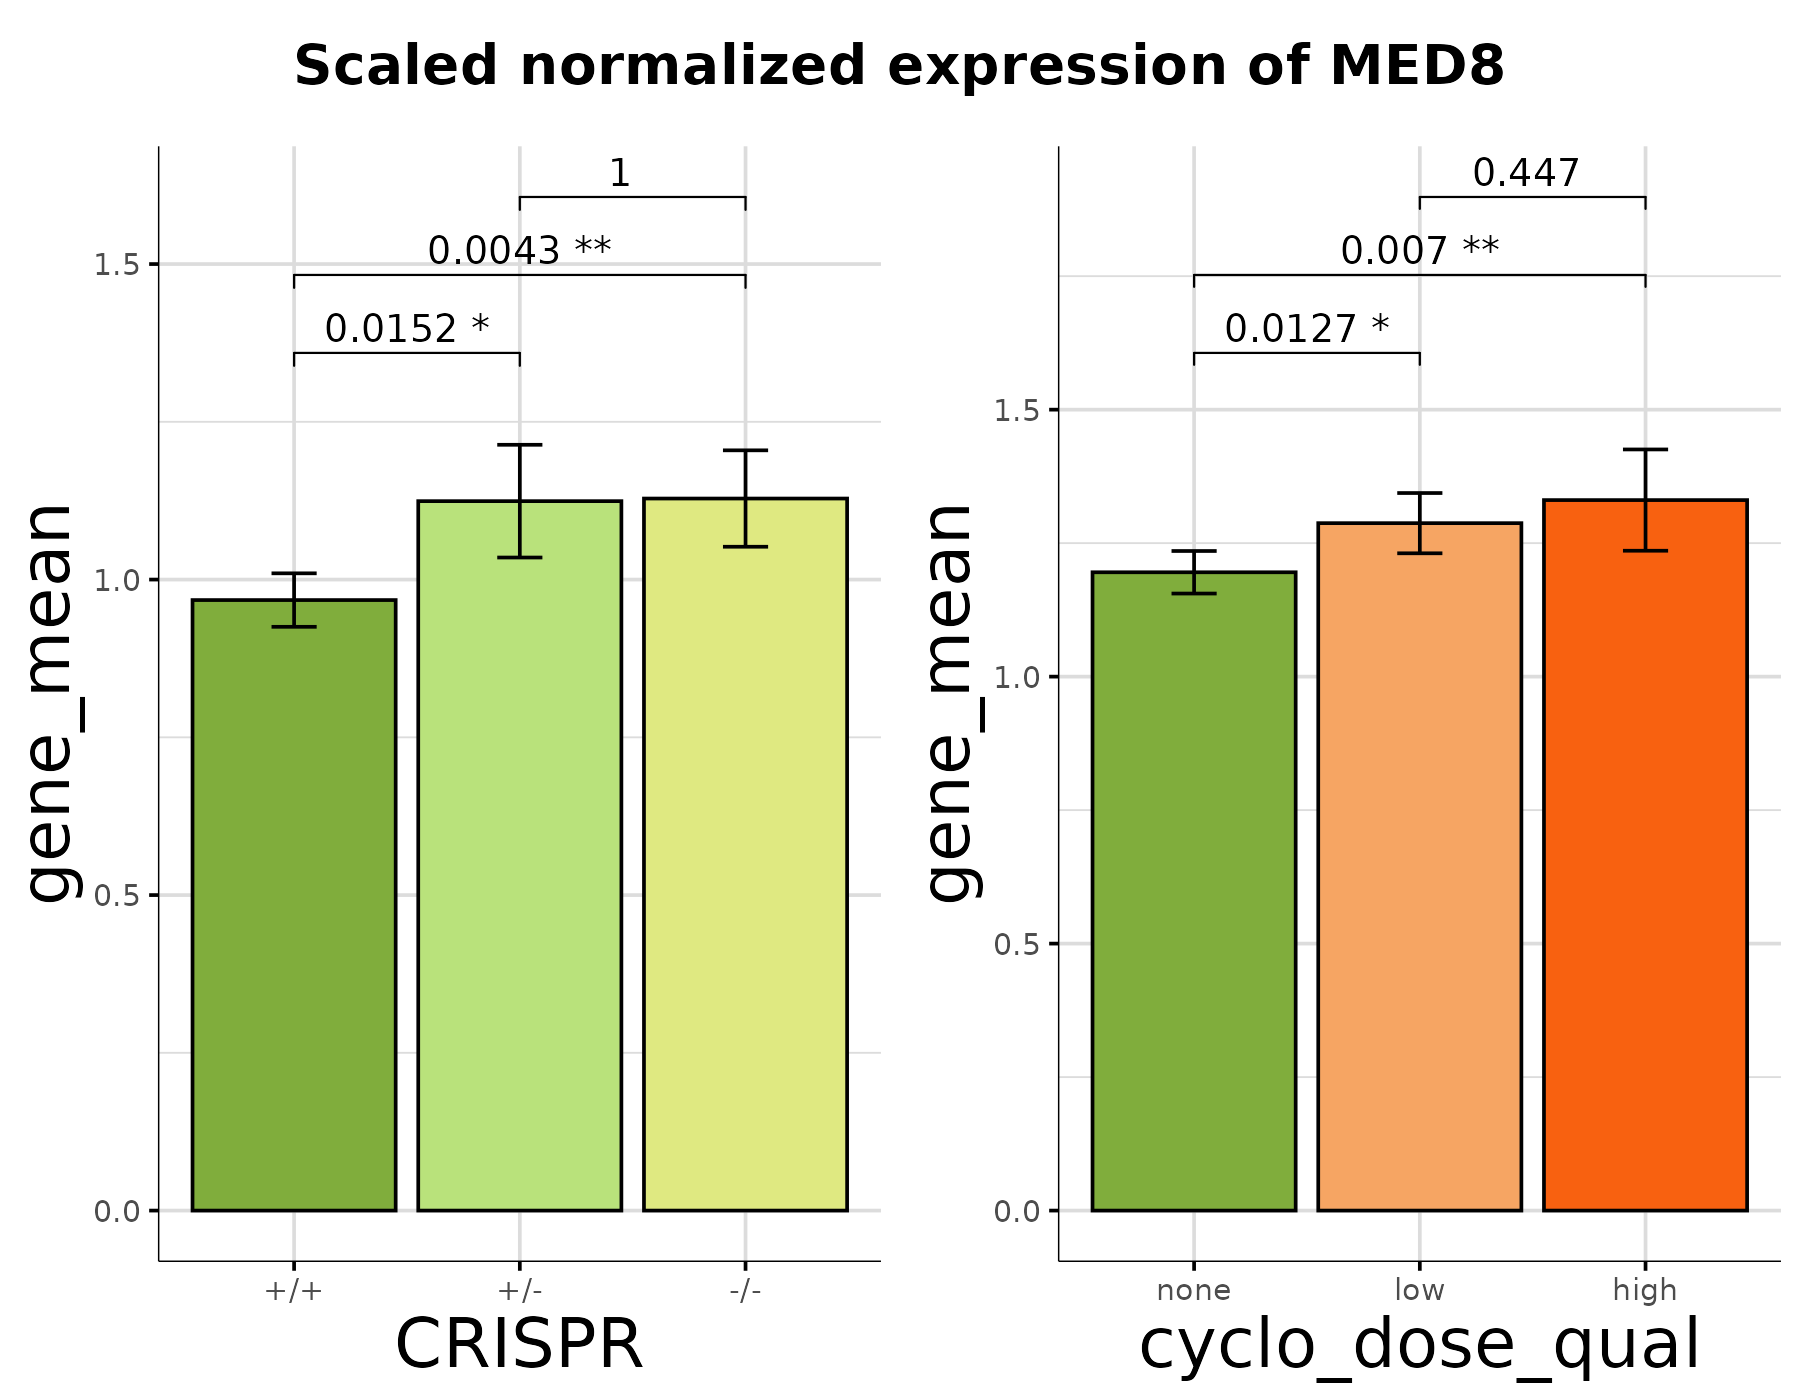 Scaled normalized expression of MED8
gene_mean
1.5
1.0
0.5
0.0
1
0.0043 **
0.0152 *
+/+
+/-
-/-
CRISPR
gene_mean
1.5
1.0
0.5
0.0
0.447
0.007 **
0.0127 *
none
low
high
cyclo_dose_qual